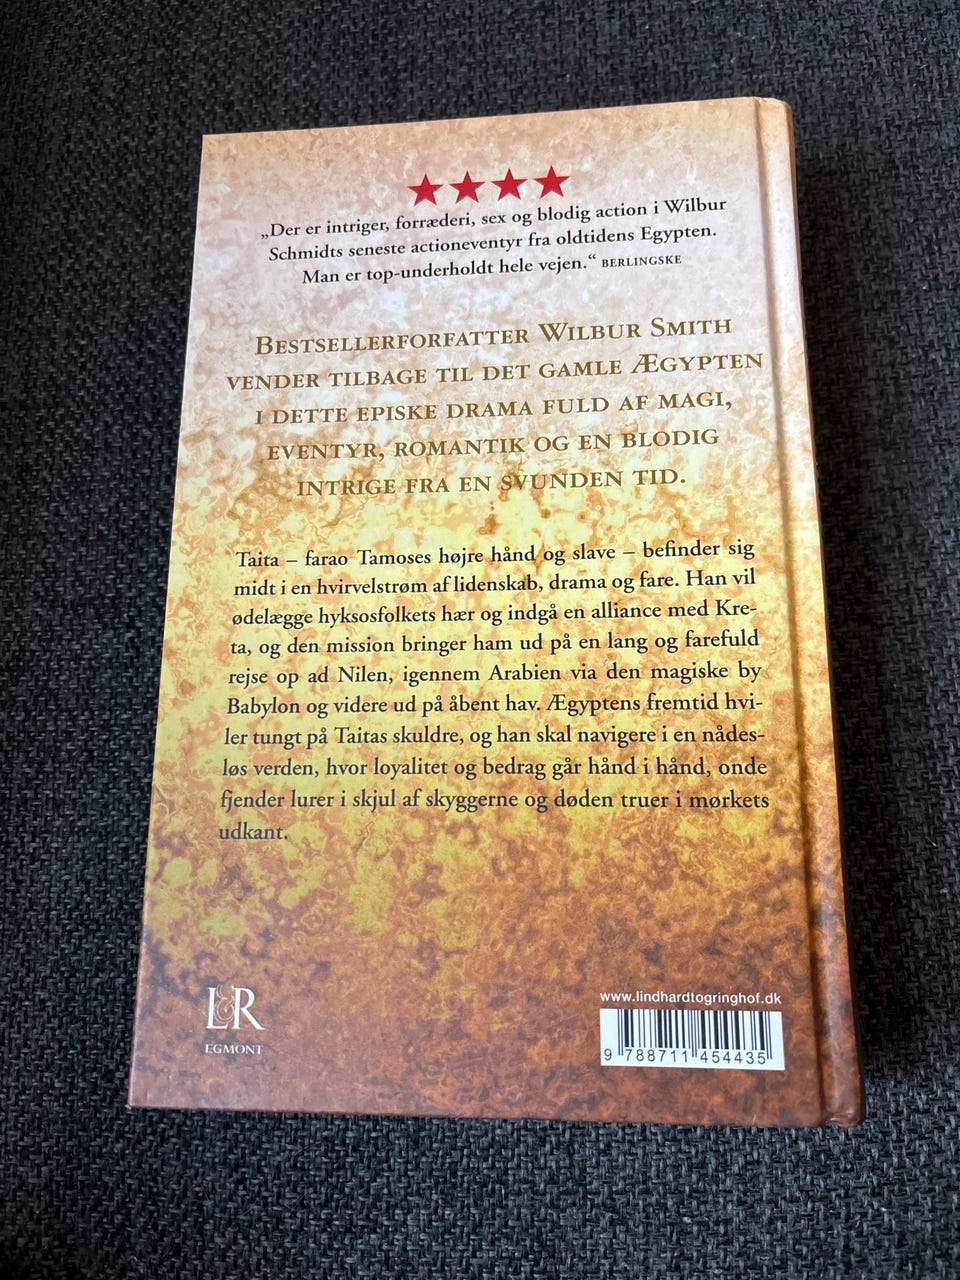 „Der er intriger, forræderi, sex og blodig action i Wilbur
Schmidts seneste actioneventyr fra oldtidens Egypten.
Man er top-underholdt hele vejen.“ BERLINGSKE
BESTSELLERFORFATTER WILBUR SMITH
VENDER TILBAGE TIL DET GAMLE ÆGYPTEN
I DETTE EPISKE DRAMA FULD AF MAGI,
EVENTYR, ROMANTIK OG EN BLODIG
INTRIGE FRA EN SVUNDEN TID.
Taita – farao Tamoses højre hånd og slave – befinder sig
midt i en hvirvelstrøm af lidenskab, drama og fare. Han vil
ødelægge hyksosfolkets hær og indgå en alliance med Kre-
ta, og den mission bringer ham ud på en lang og farefuld
rejse op ad Nilen, igennem Arabien via den magiske by
Babylon og videre ud på åbent hav. Ægyptens fremtid hvi-
ler tungt på Taitas skuldre, og han skal navigere i en nådes-
løs verden, hvor loyalitet og bedrag går hånd i hånd, onde
fjender lurer i skjul af skyggerne og døden truer i mørkets
udkant.
L&R
EGMONT
www.lindhardtogringhof.dk
9 788711 454435